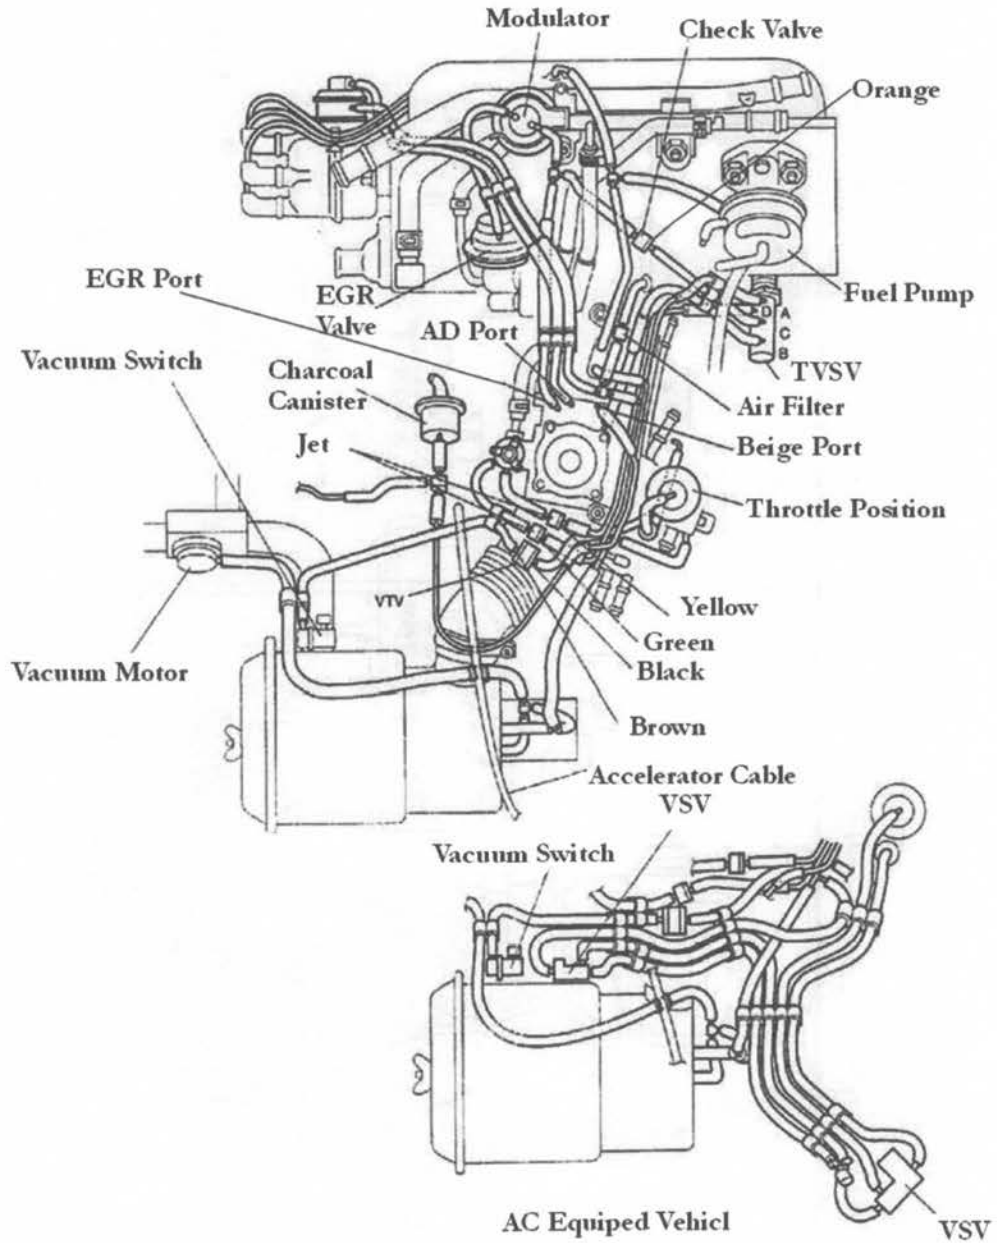 Modulator
Check Valve
Orange
EGR Port
EGR
Valve
AD Port
Fuel Pump
D
A
C
B
TVSV
Vacuum Switch
Charcoal
Canister
Air Filter
Beige Port
Jet
Throttle Position
VTV
Yellow
Green
Black
Vacuum Motor
Brown
Accelerator Cable
VSV
Vacuum Switch
AC Equiped Vehicl
VSV